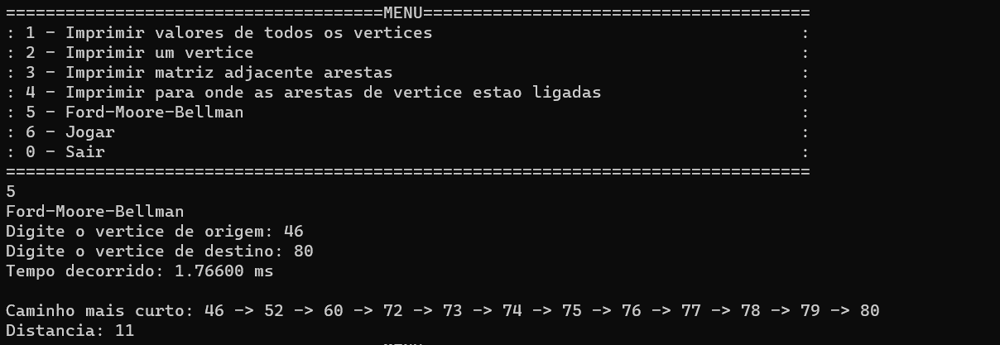 ======================================MENU=======================================
: 1 - Imprimir valores de todos os vertices                                     :
: 2 - Imprimir um vertice                                                       :
: 3 - Imprimir matriz adjacente arestas                                         :
: 4 - Imprimir para onde as arestas de vertice estao ligadas                    :
: 5 - Ford-Moore-Bellman                                                        :
: 6 - Jogar                                                                     :
: 0 - Sair                                                                      :
=================================================================================
5
Ford-Moore-Bellman
Digite o vertice de origem: 46
Digite o vertice de destino: 80
Tempo decorrido: 1.76600 ms

Caminho mais curto: 46 -> 52 -> 60 -> 72 -> 73 -> 74 -> 75 -> 76 -> 77 -> 78 -> 79 -> 80
Distancia: 11